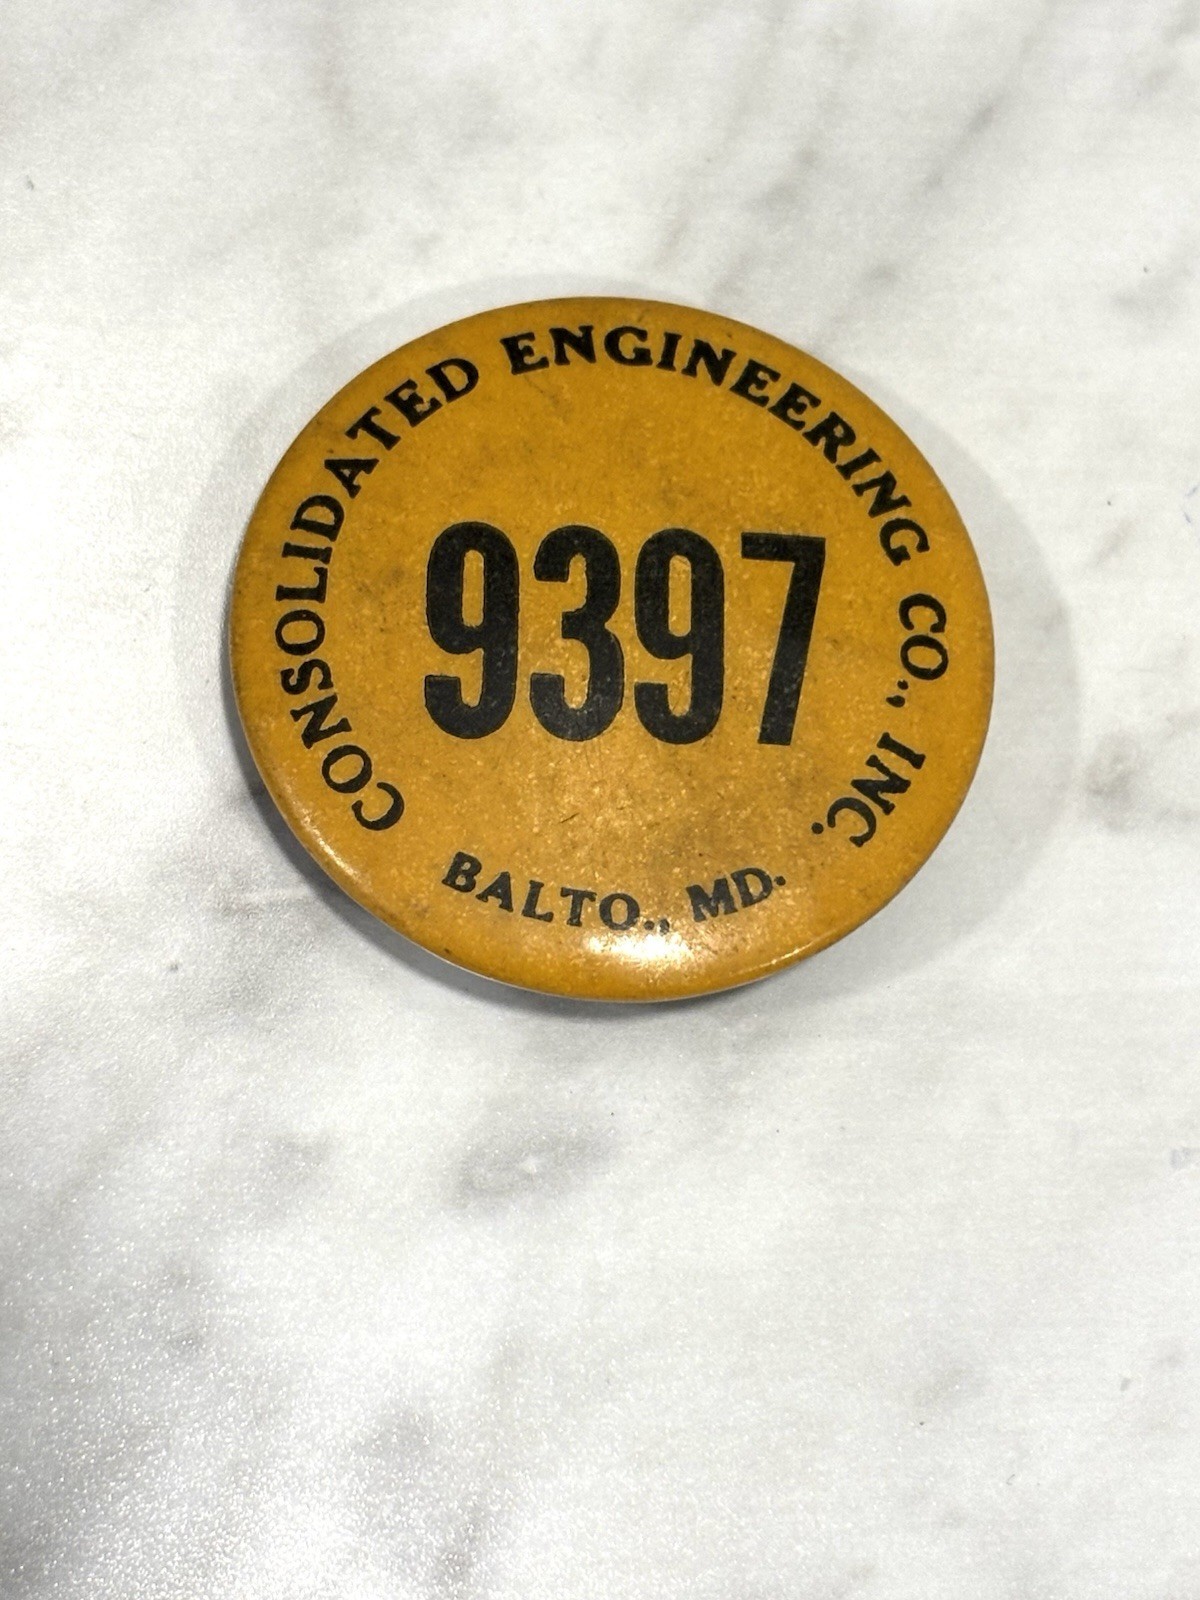 CONSOLIDATED ENGINEERING CO., INC.
9397
BALTO., MD.